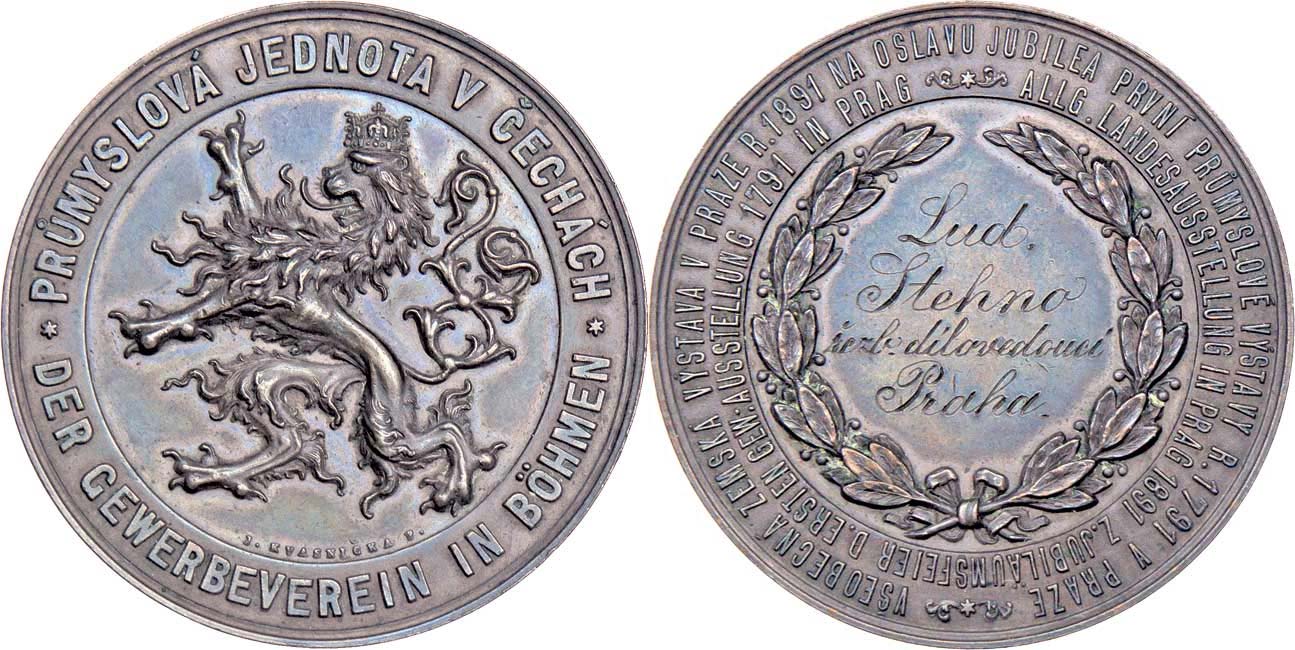 PRŮMYSLOVÁ JEDNOTA V ČECHÁCH
DER GEWERBEVEREIN IN BÖHMEN
J. KVASNIČKA F.
VŠEOBECNÁ ZEMSKÁ VÝSTAVA V PRAZE R. 1891 NA OSLAVU JUBILEA PRVNÍ PRŮMYSLOVÉ VÝSTAVY R. 1791 V PRAZE
ALLG. LANDESAUSSTELLUNG IN PRAG 1891 Z. JUBILÄUMSFEIER D. ERSTEN GEW: AUSSTELLUNG 1791 IN PRAG
Lud.
Stehno
řezb. dílovedoucí
Praha.